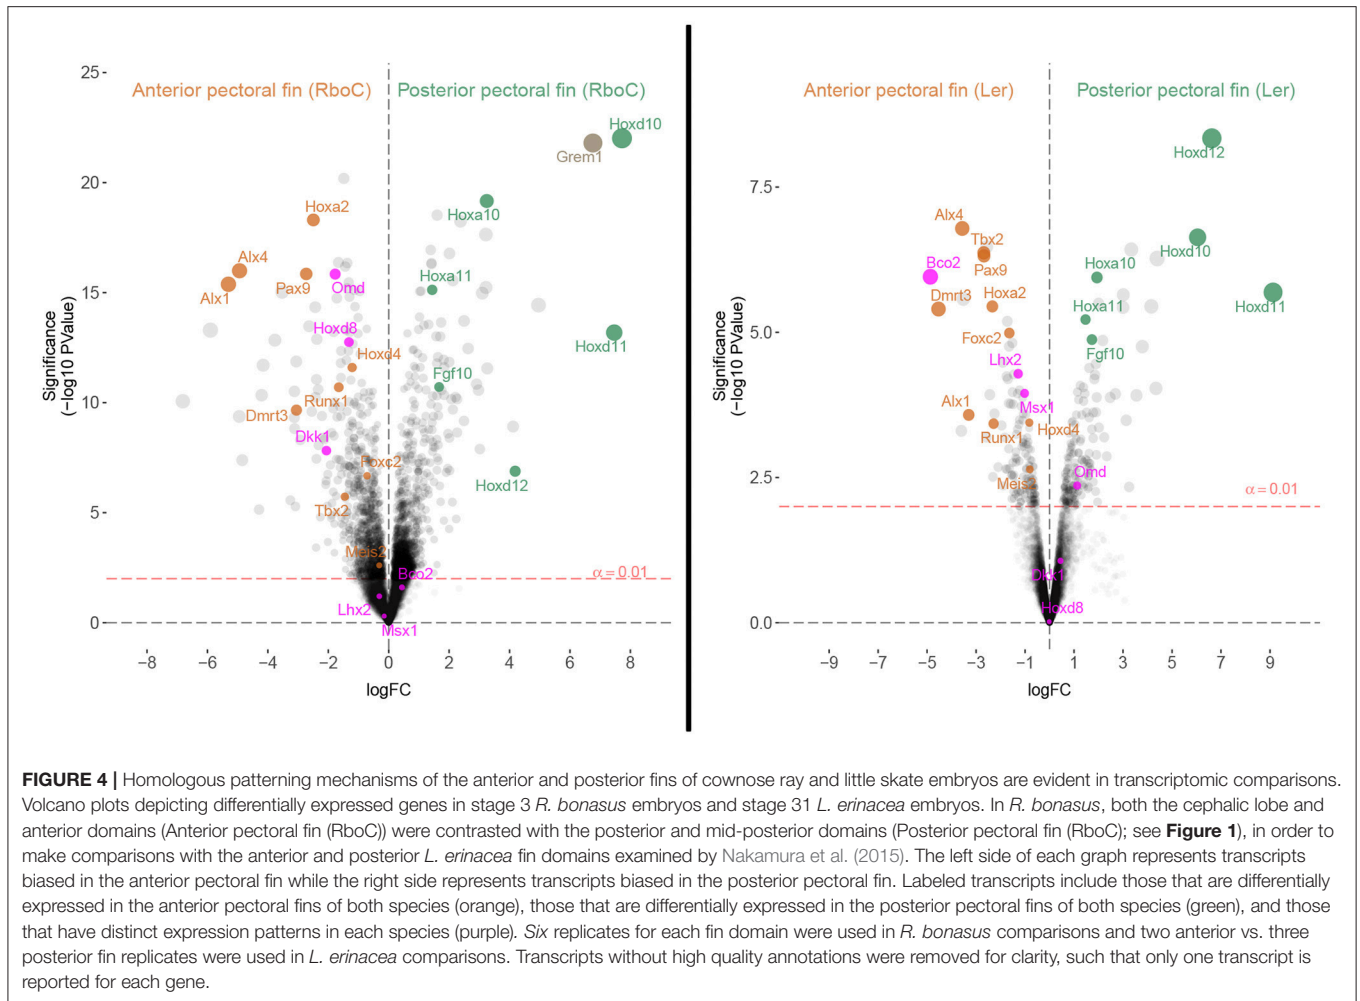 Anterior pectoral fin (RboC)
Posterior pectoral fin (RboC)
Significance
(−log10 PValue)
25
20
15
10
5
0
Hoxd10
Grem1
Hoxa2
Hoxa10
Alx4
Alx1
Pax9
Omd
Hoxa11
Hoxd8
Hoxd4
Hoxd11
Fgf10
Runx1
Dmrt3
Dkk1
Foxc2
Hoxd12
Tbx2
Meis2
Bco2
α = 0.01
Lhx2
Msx1
−8 −6 −4 −2 0 2 4 6 8
logFC
Anterior pectoral fin (Ler)
Posterior pectoral fin (Ler)
Significance
(−log10 PValue)
7.5
5.0
2.5
0.0
Hoxd12
Alx4
Tbx2
Hoxd10
Bco2
Pax9
Hoxa10
Dmrt3
Hoxa2
Hoxa11
Hoxd11
Foxc2
Fgf10
Lhx2
Alx1
Msx1
Runx1
Hoxd4
Meis2
Omd
α = 0.01
Dkk1
Hoxd8
−9 −7 −5 −3 −1 1 3 5 7 9
logFC
FIGURE 4 | Homologous patterning mechanisms of the anterior and posterior fins of cownose ray and little skate embryos are evident in transcriptomic comparisons.
Volcano plots depicting differentially expressed genes in stage 3 R. bonasus embryos and stage 31 L. erinacea embryos. In R. bonasus, both the cephalic lobe and
anterior domains (Anterior pectoral fin (RboC)) were contrasted with the posterior and mid-posterior domains (Posterior pectoral fin (RboC); see Figure 1), in order to
make comparisons with the anterior and posterior L. erinacea fin domains examined by Nakamura et al. (2015). The left side of each graph represents transcripts
biased in the anterior pectoral fin while the right side represents transcripts biased in the posterior pectoral fin. Labeled transcripts include those that are differentially
expressed in the anterior pectoral fins of both species (orange), those that are differentially expressed in the posterior pectoral fins of both species (green), and those
that have distinct expression patterns in each species (purple). Six replicates for each fin domain were used in R. bonasus comparisons and two anterior vs. three
posterior fin replicates were used in L. erinacea comparisons. Transcripts without high quality annotations were removed for clarity, such that only one transcript is
reported for each gene.